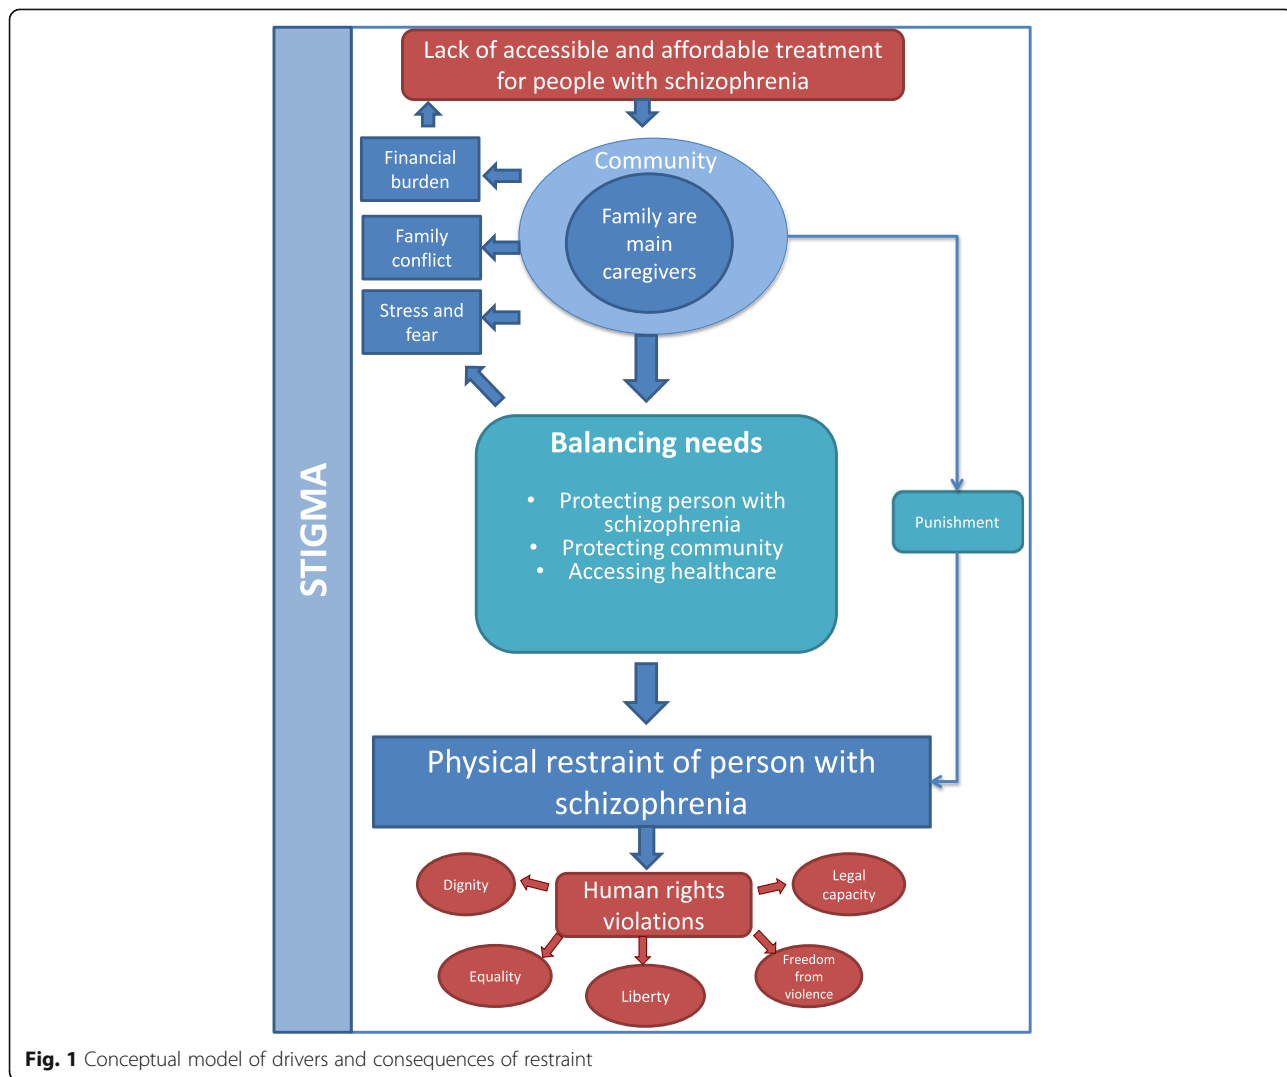 Lack of accessible and affordable treatment
for people with schizophrenia
Community
Family are
main
caregivers
Financial
burden
Family
conflict
Stress and
fear
STIGMA
Balancing needs
• Protecting person with
schizophrenia
• Protecting community
• Accessing healthcare
Punishment
Physical restraint of person with
schizophrenia
Human rights
violations
Dignity
Legal
capacity
Equality
Liberty
Freedom
from
violence
Fig. 1 Conceptual model of drivers and consequences of restraint